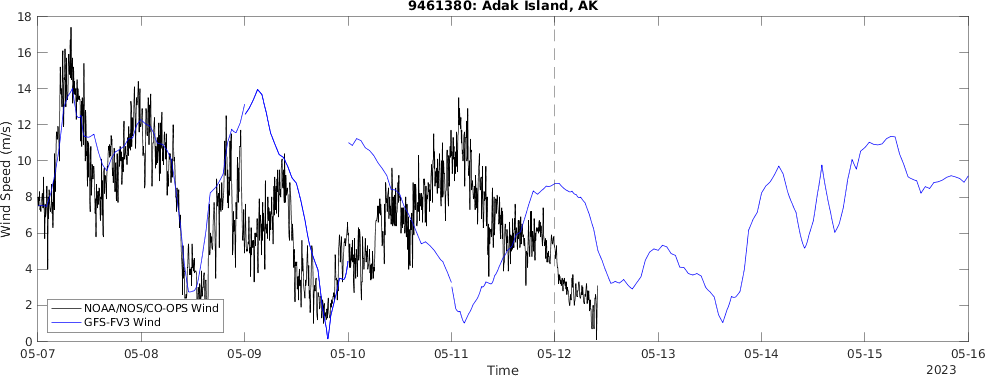 9461380: Adak Island, AK
Wind Speed (m/s)
18
16
14
12
10
8
6
4
2
0
NOAA/NOS/CO-OPS Wind
GFS-FV3 Wind
05-07 05-08 05-09 05-10 05-11 05-12 05-13 05-14 05-15 05-16
Time
2023